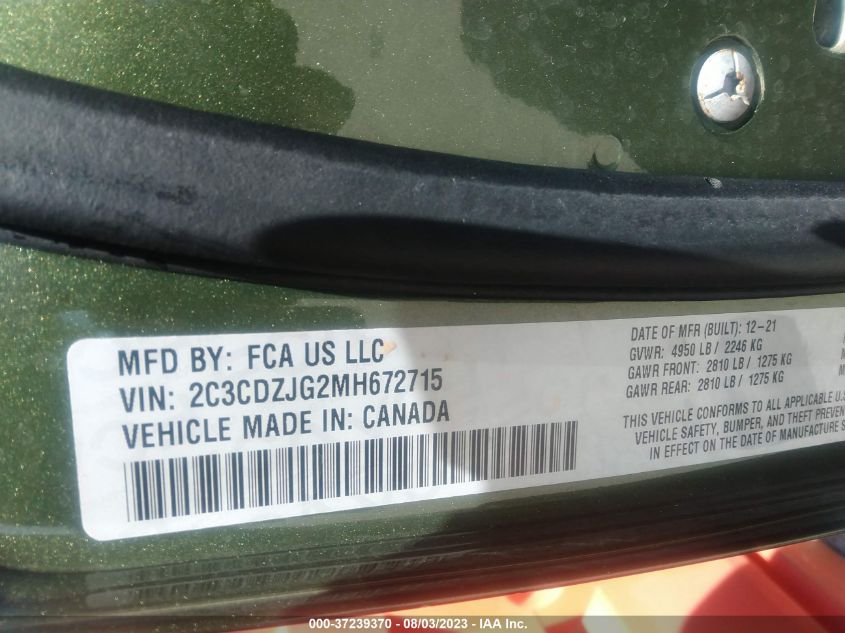 MFD BY: FCA US LLC
VIN: 2C3CDZJG2MH672715
VEHICLE MADE IN: CANADA
DATE OF MFR (BUILT): 12-21
GVWR: 4950 LB / 2246 KG
GAWR FRONT: 2810 LB / 1275 KG
GAWR REAR: 2810 LB / 1275 KG
THIS VEHICLE CONFORMS TO ALL APPLICABLE
VEHICLE SAFETY, BUMPER, AND THEFT
IN EFFECT ON THE DATE OF MANUFACTURE
000-37239370 - 08/03/2023 - IAA Inc.